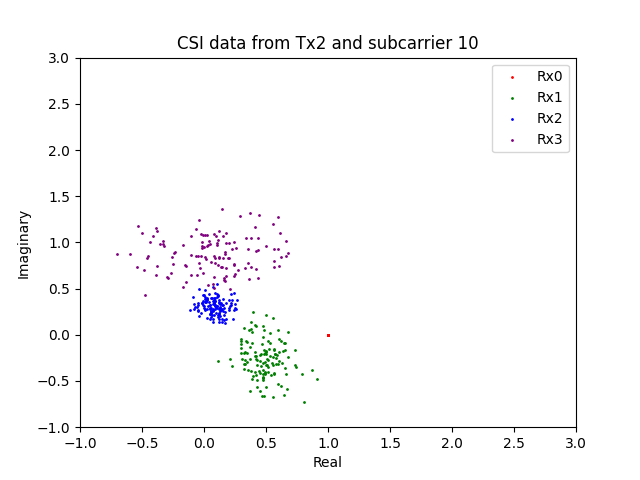 CSI data from Tx2 and subcarrier 10
3.0
2.5
2.0
1.5
1.0
0.5
0.0
−0.5
−1.0
Imaginary
Rx0
Rx1
Rx2
Rx3
−1.0 −0.5 0.0 0.5 1.0 1.5 2.0 2.5 3.0
Real